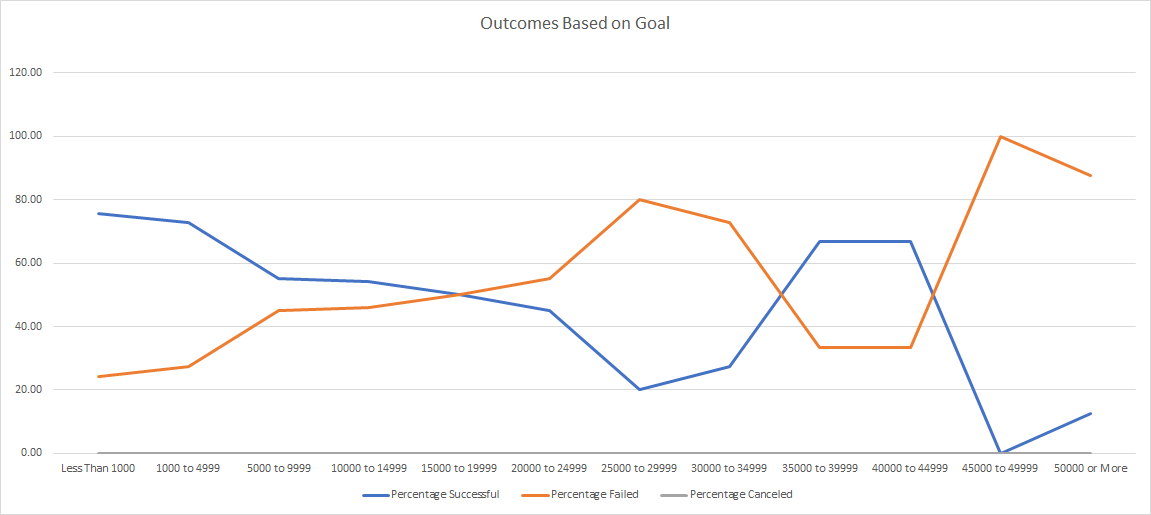 Outcomes Based on Goal
120.00
100.00
80.00
60.00
40.00
20.00
0.00
Less Than 1000 1000 to 4999 5000 to 9999 10000 to 14999 15000 to 19999 20000 to 24999 25000 to 29999 30000 to 34999 35000 to 39999 40000 to 44999 45000 to 49999 50000 or More
Percentage Successful Percentage Failed Percentage Canceled